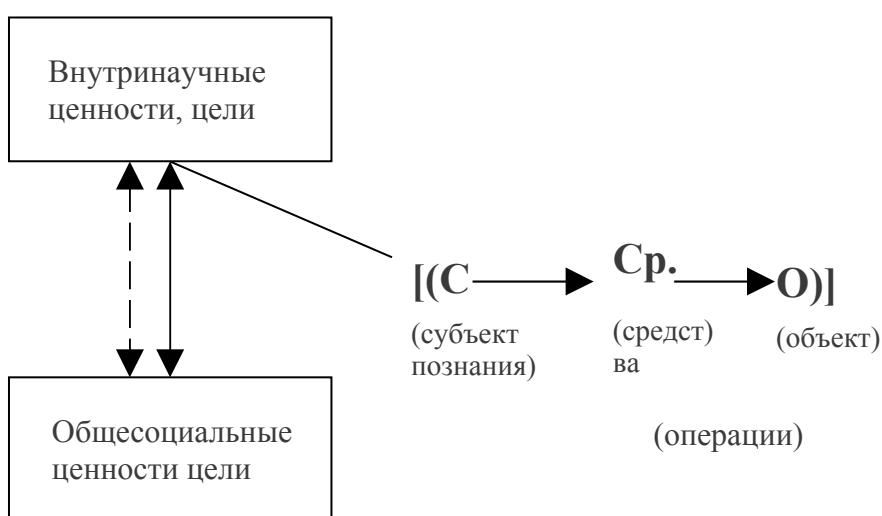 Внутринаучные
ценности, цели
[(С
Ср.
О)]
(субъект
познания)
(средст)
ва
(объект)
(операции)
Общесоциальные
ценности цели